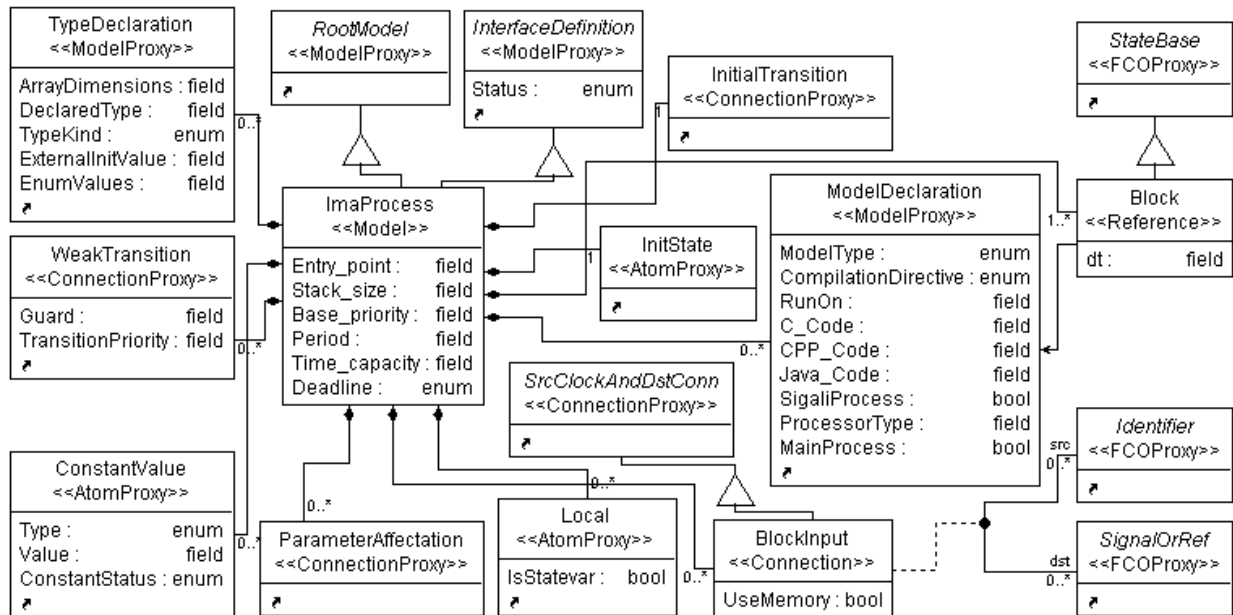 TypeDeclaration
<<ModelProxy>>
ArrayDimensions : field
DeclaredType : field
TypeKind : enum
ExternalInitValue : field
EnumValues : field
0..*
RootModel
<<ModelProxy>>
InterfaceDefinition
<<ModelProxy>>
Status : enum
InitialTransition
<<ConnectionProxy>>
1
StateBase
<<FCOProxy>>
ImaProcess
<<Model>>
Entry_point : field
Stack_size : field
Base_priority : field
Period : field
Time_capacity : field
Deadline : enum
ModelDeclaration
<<ModelProxy>>
ModelType : enum
CompilationDirective : enum
RunOn : field
C_Code : field
CPP_Code : field
Java_Code : field
SigaliProcess : bool
ProcessorType : field
MainProcess : bool
0..*
Block
<<Reference>>
dt : field
1..*
WeakTransition
<<ConnectionProxy>>
Guard : field
TransitionPriority : field
0..*
InitState
<<AtomProxy>>
1
SrcClockAndDstConn
<<ConnectionProxy>>
Identifier
<<FCOProxy>>
src
0..*
ConstantValue
<<AtomProxy>>
Type : enum
Value : field
ConstantStatus : enum
0..*
0..*
ParameterAffectation
<<ConnectionProxy>>
0..*
Local
<<AtomProxy>>
IsStatevar : bool
BlockInput
<<Connection>>
UseMemory : bool
0..*
SignalOrRef
<<FCOProxy>>
dst
0..*